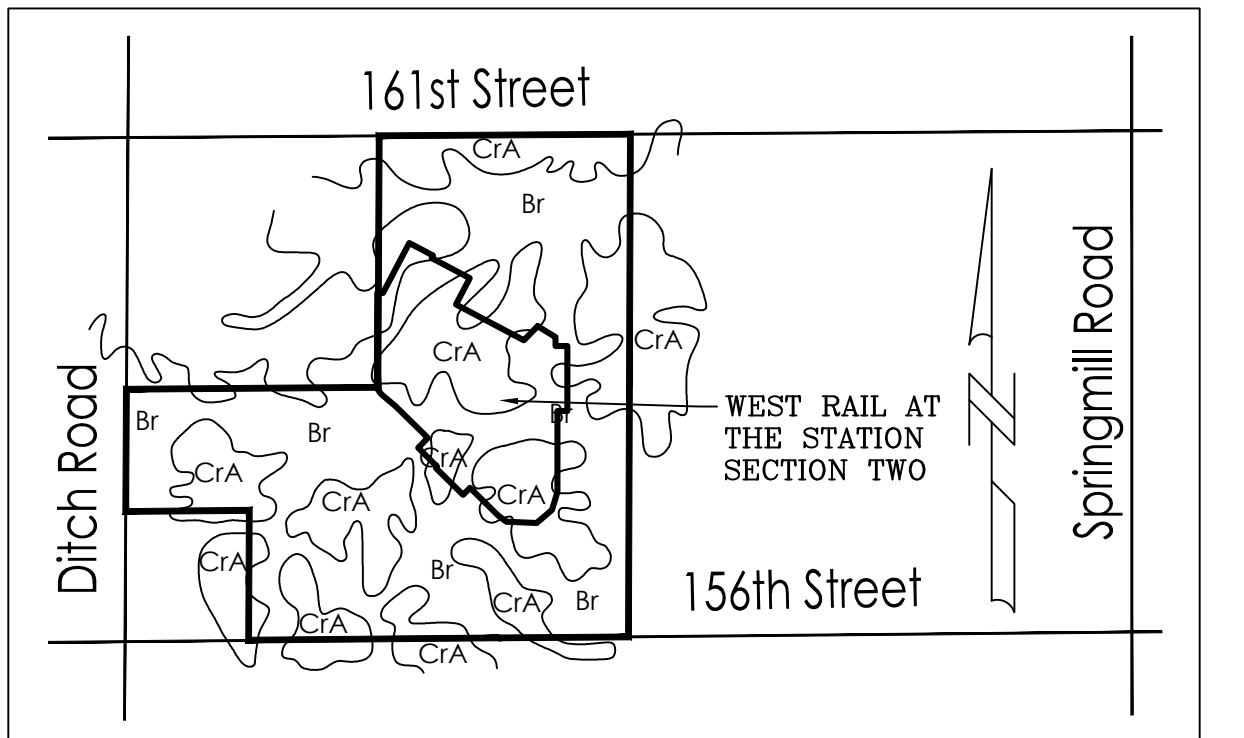 161st Street
CrA
Br
CrA
CrA
Br
Br
Br
CrA
CrA
CrA
CrA
CrA
Br
CrA
Br
CrA
CrA
WEST RAIL AT
THE STATION
SECTION TWO
156th Street
Ditch Road
Springmill Road
N